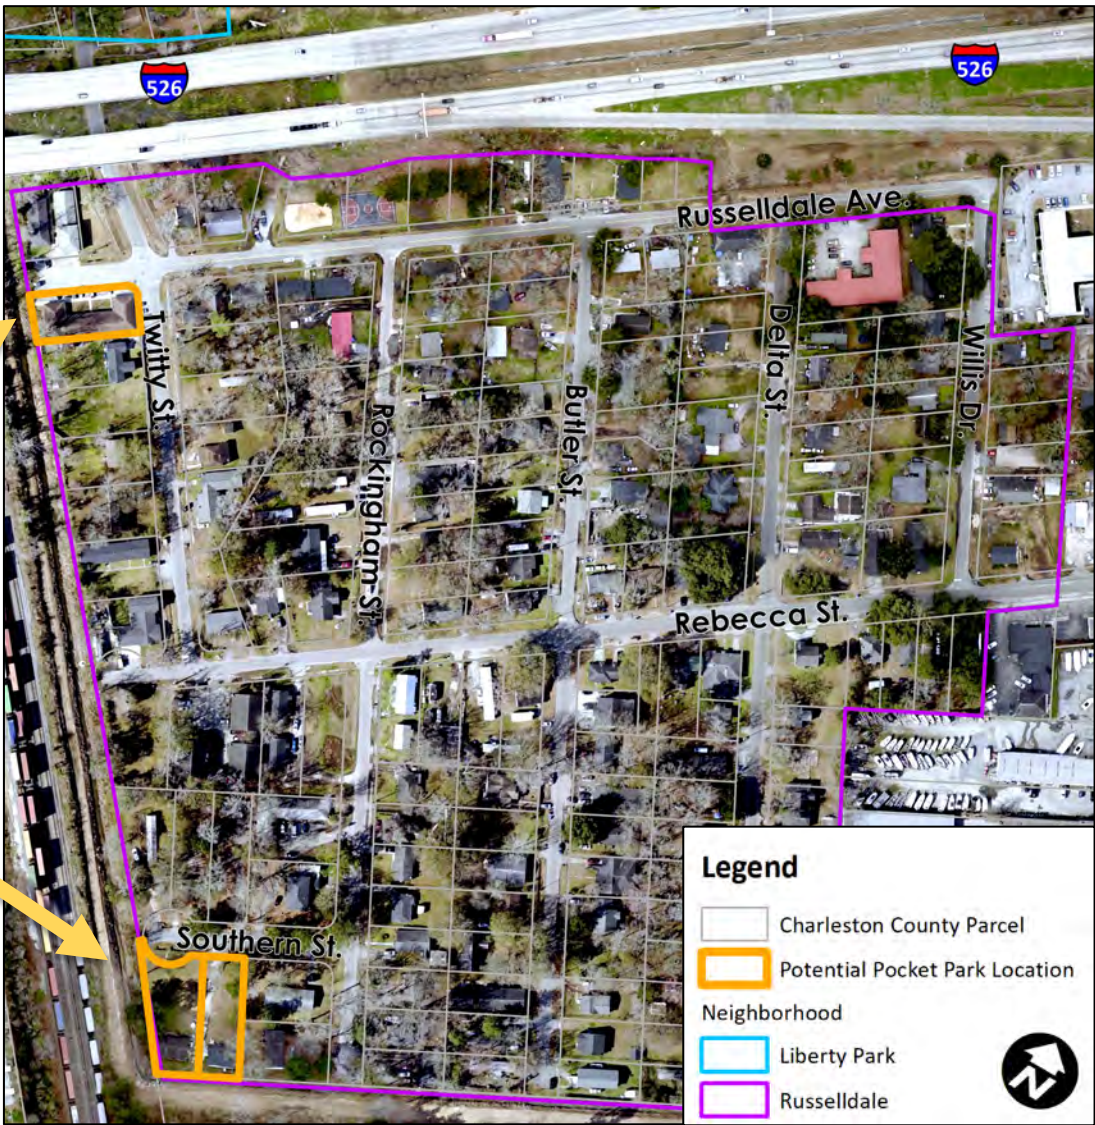 526
526
Russelldale Ave.
Twitty St.
Rockingham St.
Butler St.
Delta St.
Willis Dr.
Rebecca St.
Southern St.
Legend
Charleston County Parcel
Potential Pocket Park Location
Neighborhood
Liberty Park
Russelldale
N